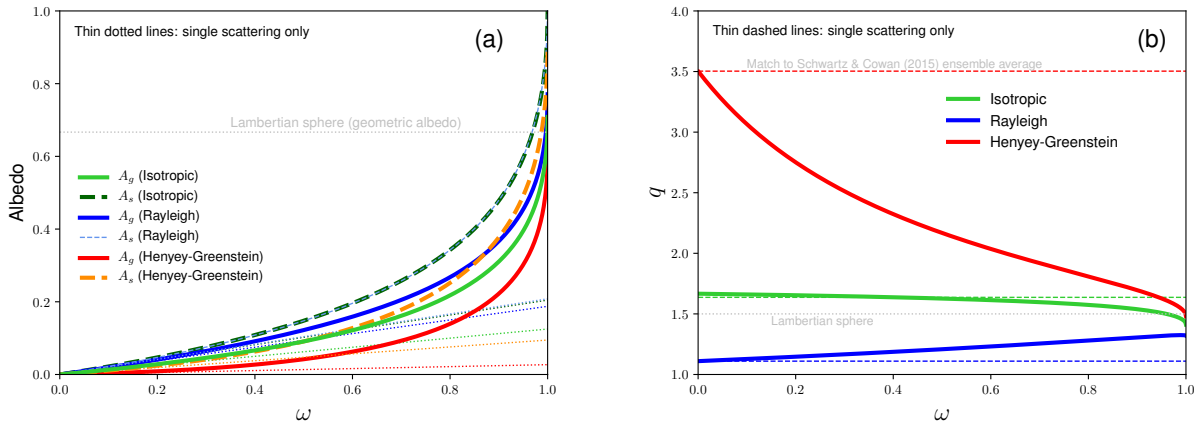 Thin dotted lines: single scattering only
(a)
Lambertian sphere (geometric albedo)
A_g (Isotropic)
A_s (Isotropic)
A_g (Rayleigh)
A_s (Rayleigh)
A_g (Henyey-Greenstein)
A_s (Henyey-Greenstein)
Albedo
1.0
0.8
0.6
0.4
0.2
0.0
0.0 0.2 0.4 0.6 0.8 1.0
ω
Thin dashed lines: single scattering only
(b)
Match to Schwartz & Cowan (2015) ensemble average
Isotropic
Rayleigh
Henyey-Greenstein
Lambertian sphere
q
4.0
3.5
3.0
2.5
2.0
1.5
1.0
0.0 0.2 0.4 0.6 0.8 1.0
ω